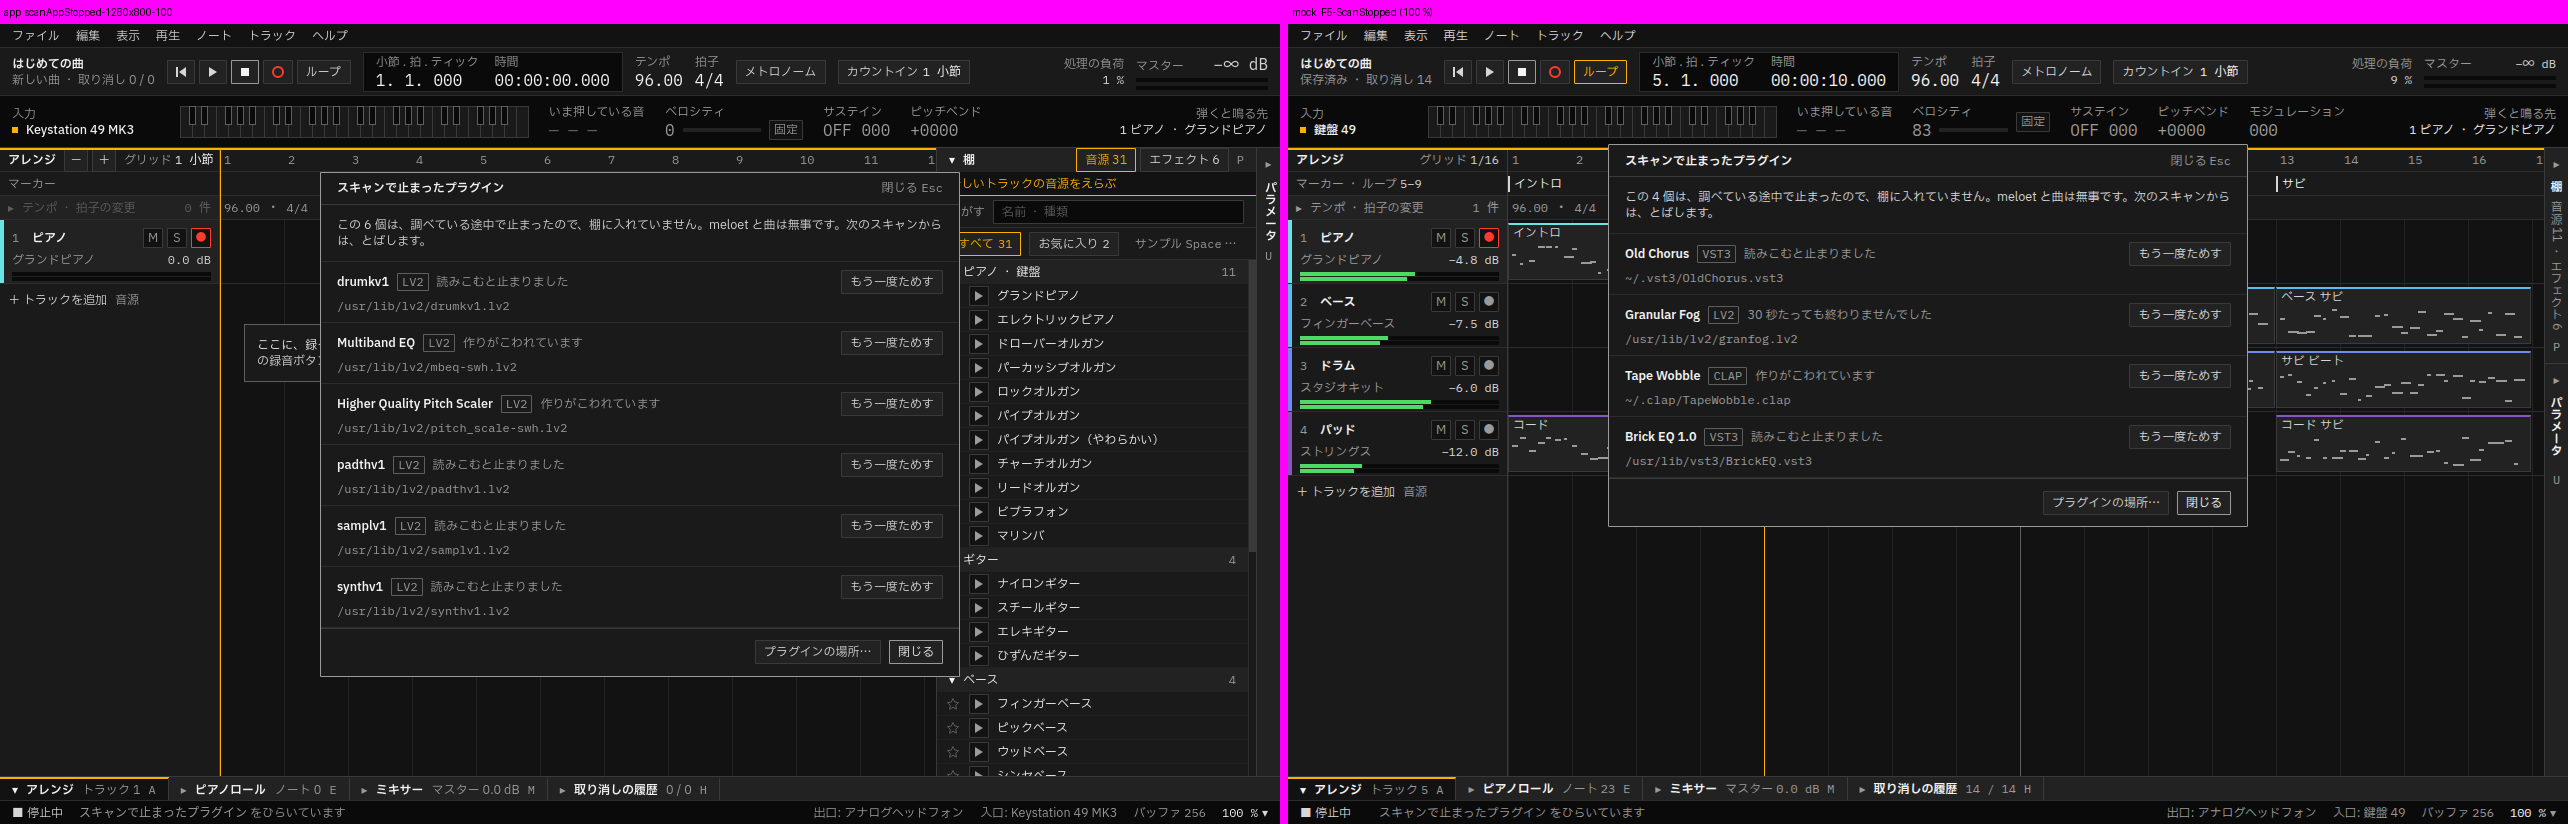 app scanAppStopped-1280x800-100
ファイル 編集 表示 再生 ノート トラック ヘルプ
はじめての曲
新しい曲 ・ 取り消し 0 / 0
ループ
小節 . 拍 . ティック 時間
1. 1. 000 00:00:00.000
テンポ 拍子
96.00 4/4
メトロノーム
カウントイン 1 小節
処理の負荷
1 %
マスター
−∞ dB
入力
Keystation 49 MK3
いま押している音
— — —
ベロシティ
0
固定
サステイン
OFF 000
ピッチベンド
+0000
弾くと鳴る先
1 ピアノ ・ グランドピアノ
アレンジ − + グリッド 1 小節
1 2 3 4 5 6 7 8 9 10 11 1
▾ 棚 音源 31 エフェクト 6 P
マーカー
▸ テンポ ・ 拍子の変更 0 件
96.00 ・ 4/4
1 ピアノ M S
グランドピアノ 0.0 dB
+ トラックを追加 音源
ここに、録
の録音ボタ
しいトラックの音源をえらぶ
がす 名前 ・ 種類
すべて 31 お気に入り 2 サンプル Space …
ピアノ ・ 鍵盤 11
グランドピアノ
エレクトリックピアノ
ドローバーオルガン
パーカッシブオルガン
ロックオルガン
パイプオルガン
パイプオルガン（やわらかい）
チャーチオルガン
リードオルガン
ビブラフォン
マリンバ
ギター 4
ナイロンギター
スチールギター
エレキギター
ひずんだギター
▾ ベース 4
フィンガーベース
ピックベース
ウッドベース
シンセベース
▸ パラメータ U
スキャンで止まったプラグイン 閉じる Esc
この 6 個は、調べている途中で止まったので、棚に入れていません。meloet と曲は無事です。次のスキャンから
は、とばします。
drumkv1 LV2 読みこむと止まりました もう一度ためす
/usr/lib/lv2/drumkv1.lv2
Multiband EQ LV2 作りがこわれています もう一度ためす
/usr/lib/lv2/mbeq-swh.lv2
Higher Quality Pitch Scaler LV2 作りがこわれています もう一度ためす
/usr/lib/lv2/pitch_scale-swh.lv2
padthv1 LV2 読みこむと止まりました もう一度ためす
/usr/lib/lv2/padthv1.lv2
samplv1 LV2 読みこむと止まりました もう一度ためす
/usr/lib/lv2/samplv1.lv2
synthv1 LV2 読みこむと止まりました もう一度ためす
/usr/lib/lv2/synthv1.lv2
プラグインの場所… 閉じる
▾ アレンジ トラック 1 A ▸ ピアノロール ノート 0 E ▸ ミキサー マスター 0.0 dB M ▸ 取り消しの履歴 0 / 0 H
■ 停止中 スキャンで止まったプラグイン をひらいています
出口: アナログヘッドフォン 入口: Keystation 49 MK3 バッファ 256 100 % ▾
mock F5-ScanStopped (100%)
ファイル 編集 表示 再生 ノート トラック ヘルプ
はじめての曲
保存済み ・ 取り消し 14
ループ
小節 . 拍 . ティック 時間
5. 1. 000 00:00:10.000
テンポ 拍子
96.00 4/4
メトロノーム
カウントイン 1 小節
処理の負荷
9 %
マスター
−∞ dB
入力
鍵盤 49
いま押している音
— — —
ベロシティ
83
固定
サステイン
OFF 000
ピッチベンド
+0000
モジュレーション
000
弾くと鳴る先
1 ピアノ ・ グランドピアノ
アレンジ グリッド 1/16
1 2 13 14 15 16 1
マーカー ・ ループ 5–9
イントロ サビ
▸ テンポ ・ 拍子の変更 1 件
96.00 ・ 4/4
1 ピアノ M S
グランドピアノ −4.8 dB
イントロ
2 ベース M S
フィンガーベース −7.5 dB
ベース サビ
3 ドラム M S
スタジオキット −6.0 dB
サビ ビート
4 パッド M S
ストリングス −12.0 dB
コード
コード サビ
+ トラックを追加 音源
▸ 棚 音源 11 ・ エフェクト 6 P
▸ パラメータ U
スキャンで止まったプラグイン 閉じる Esc
この 4 個は、調べている途中で止まったので、棚に入れていません。meloet と曲は無事です。次のスキャンから
は、とばします。
Old Chorus VST3 読みこむと止まりました もう一度ためす
~/.vst3/OldChorus.vst3
Granular Fog LV2 30 秒たっても終わりませんでした もう一度ためす
/usr/lib/lv2/granfog.lv2
Tape Wobble CLAP 作りがこわれています もう一度ためす
~/.clap/TapeWobble.clap
Brick EQ 1.0 VST3 読みこむと止まりました もう一度ためす
/usr/lib/vst3/BrickEQ.vst3
プラグインの場所… 閉じる
▾ アレンジ トラック 5 A ▸ ピアノロール ノート 23 E ▸ ミキサー マスター 0.0 dB M ▸ 取り消しの履歴 14 / 14 H
■ 停止中 スキャンで止まったプラグイン をひらいています
出口: アナログヘッドフォン 入口: 鍵盤 49 バッファ 256 100 % ▾